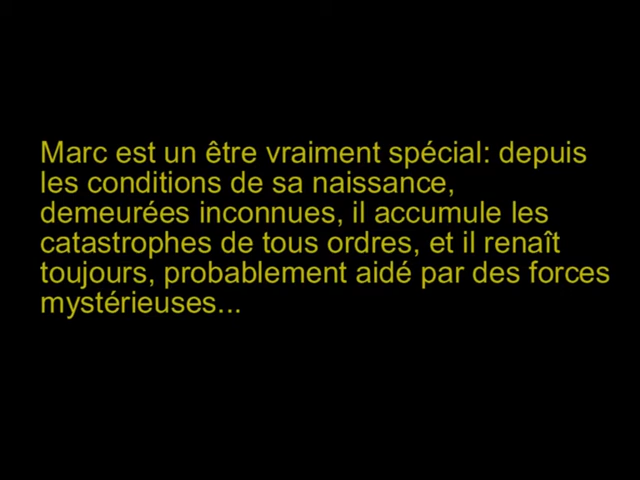 Marc est un être vraiment spécial: depuis
les conditions de sa naissance,
demeurées inconnues, il accumule les
catastrophes de tous ordres, et il renaît
toujours, probablement aidé par des forces
mystérieuses...